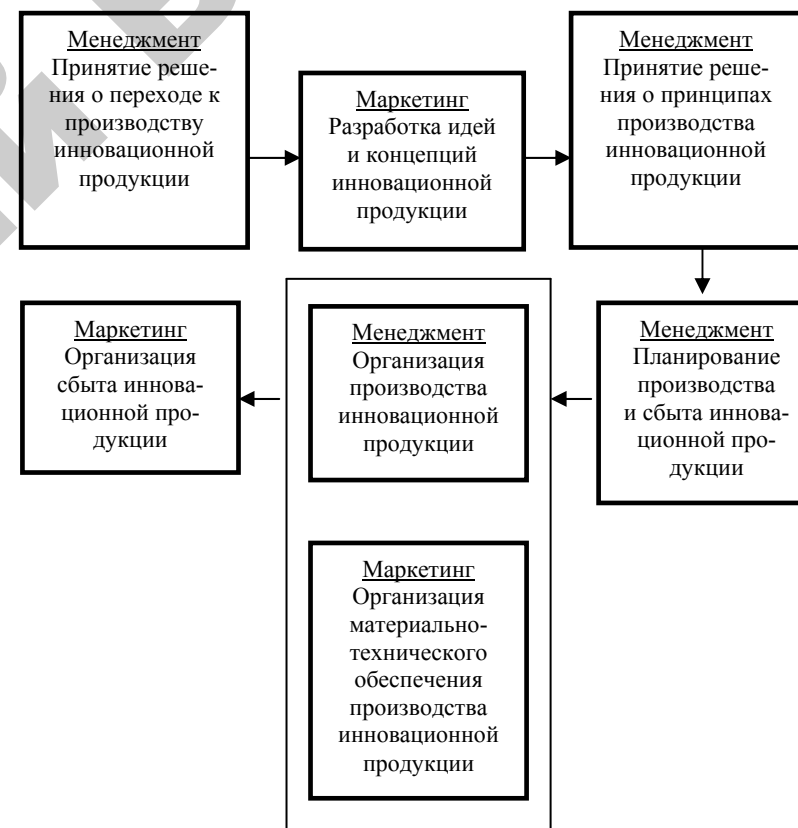 Менеджмент
Принятие реше-
ния о переходе к
производству
инновационной
продукции
Маркетинг
Разработка идей
и концепций
инновационной
продукции
Менеджмент
Принятие реше-
ния о принципах
производства
инновационной
продукции
Менеджмент
Планирование
производства
и сбыта иннова-
ционной про-
дукции
Менеджмент
Организация
производства
инновационной
продукции
Маркетинг
Организация
материально-
технического
обеспечения
производства
инновационной
продукции
Маркетинг
Организация
сбыта иннова-
ционной про-
дукции